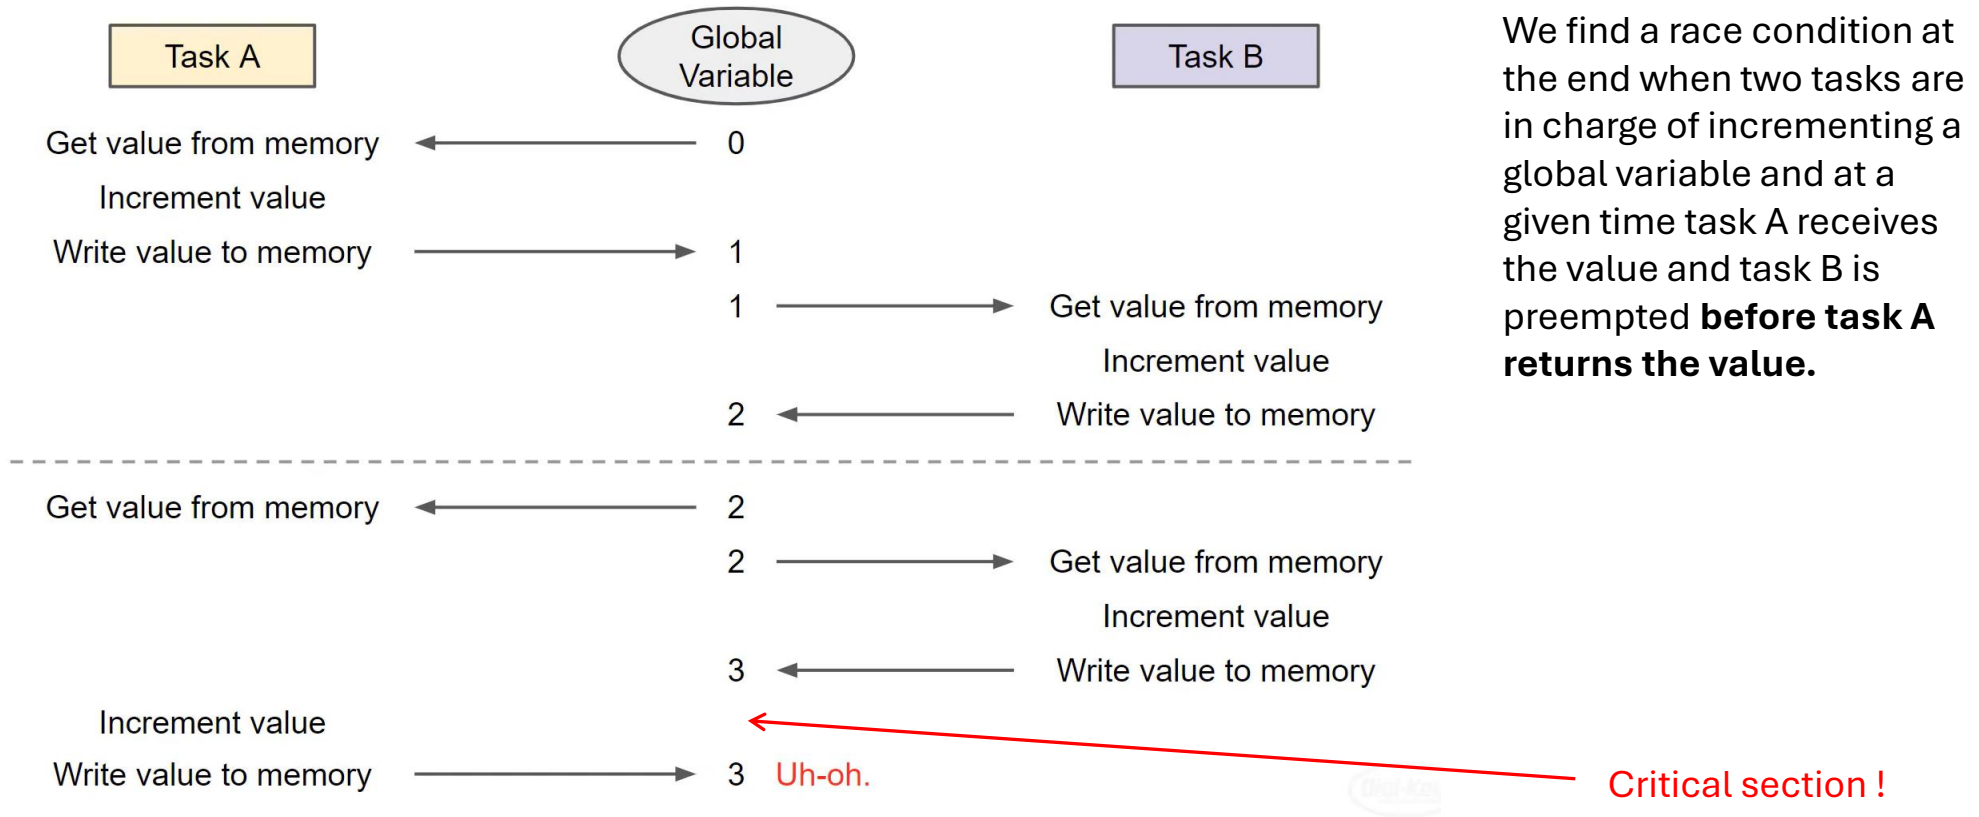 Task A
Global
Variable
Task B
Get value from memory
0
Increment value
Write value to memory
1
1
Get value from memory
Increment value
2
Write value to memory
Get value from memory
2
2
Get value from memory
Increment value
3
Write value to memory
Increment value
Write value to memory
3 Uh-oh.
Critical section !
We find a race condition at
the end when two tasks are
in charge of incrementing a
global variable and at a
given time task A receives
the value and task B is
preempted before task A
returns the value.